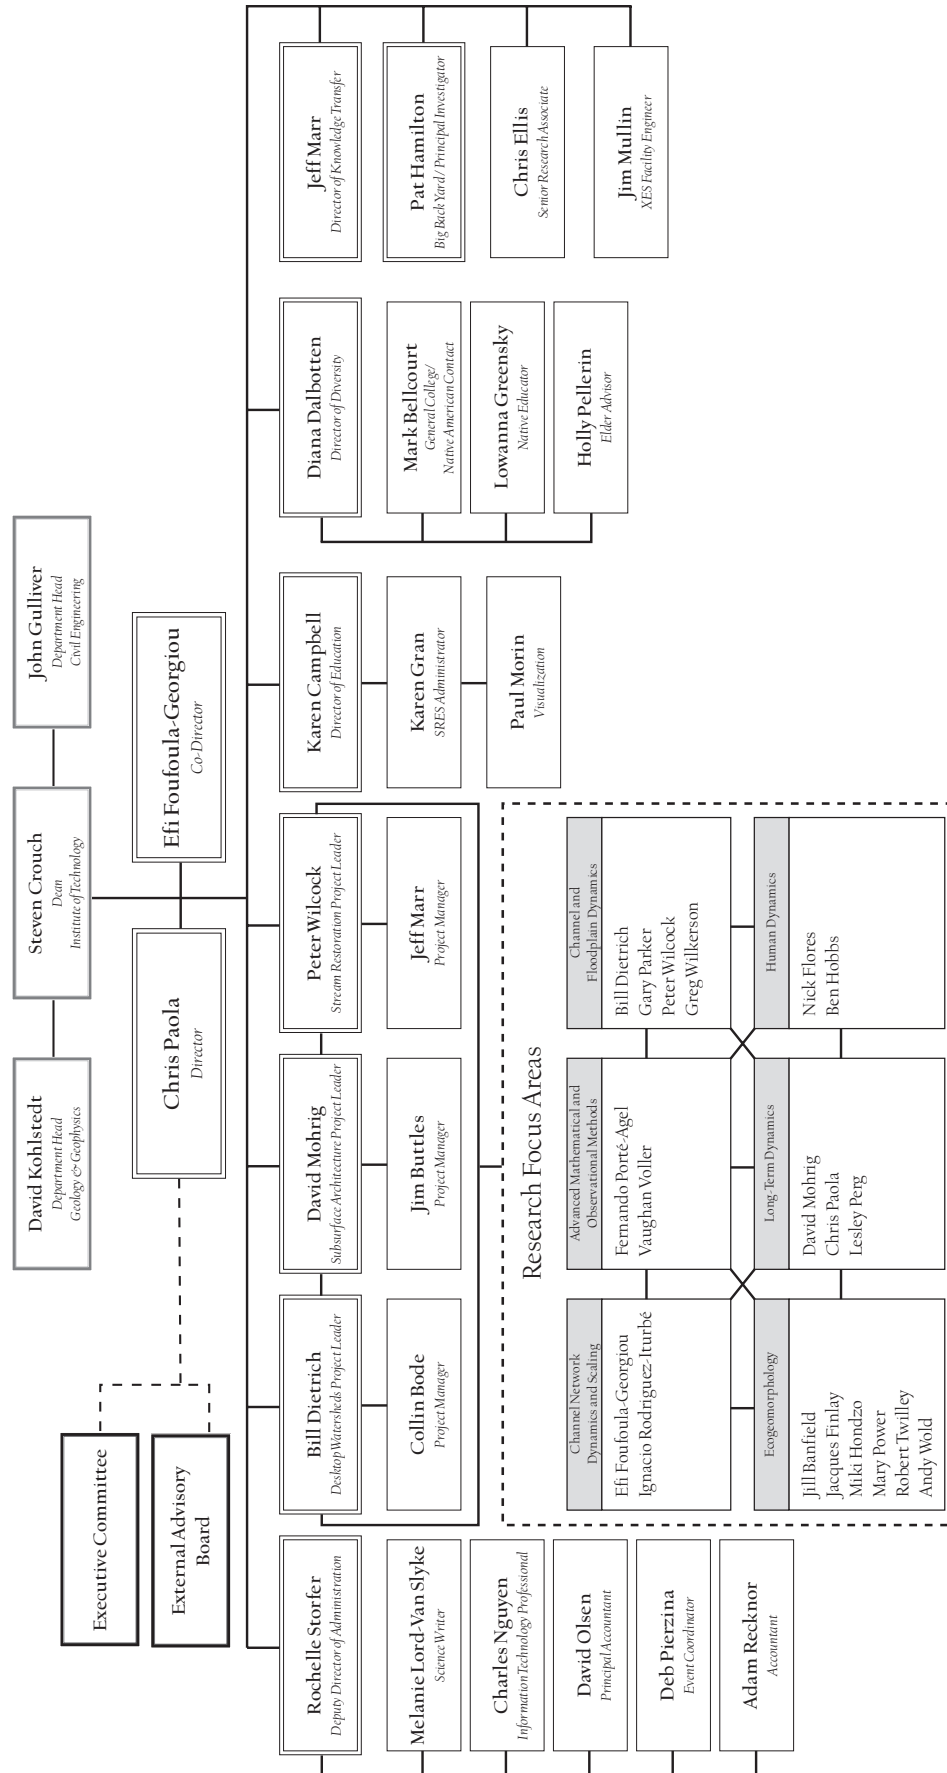 David Kohlstedt
Department Head
Geology & Geophysics
Steven Crouch
Dean
Institute of Technology
John Gulliver
Department Head
Civil Engineering
Executive Committee
External Advisory
Board
Chris Paola
Director
Efi Foufoula-Georgiou
Co-Director
Rochelle Storfer
Deputy Director of Administration
Melanie Lord-Van Slyke
Science Writer
Charles Nguyen
Information Technology Professional
David Olsen
Principal Accountant
Deb Pierzina
Event Coordinator
Adam Recknor
Accountant
Bill Dietrich
Desktop Watersheds Project Leader
Collin Bode
Project Manager
David Mohrig
Subsurface Architecture Project Leader
Jim Buttles
Project Manager
Peter Wilcock
Stream Restoration Project Leader
Jeff Marr
Project Manager
Karen Campbell
Director of Education
Karen Gran
SRES Administrator
Paul Morin
Visualization
Diana Dalbotten
Director of Diversity
Mark Bellcourt
General College/
Native American Contact
Lowanna Greensky
Native Educator
Holly Pellerin
Elder Advisor
Jeff Marr
Director of Knowledge Transfer
Pat Hamilton
Big Back Yard / Principal Investigator
Chris Ellis
Senior Research Associate
Jim Mullin
XES Facility Engineer
Research Focus Areas
Channel Network
Dynamics and Scaling
Efi Foufoula-Georgiou
Ignacio Rodriguez-Iturbé
Advanced Mathematical and
Observational Methods
Fernando Porté-Agel
Vaughan Voller
Channel and
Floodplain Dynamics
Bill Dietrich
Gary Parker
Peter Wilcock
Greg Wilkerson
Ecogeomorphology
Jill Banfield
Jacques Finlay
Miki Hondzo
Mary Power
Robert Twilley
Andy Wold
Long-Term Dynamics
David Mohrig
Chris Paola
Lesley Perg
Human Dynamics
Nick Flores
Ben Hobbs